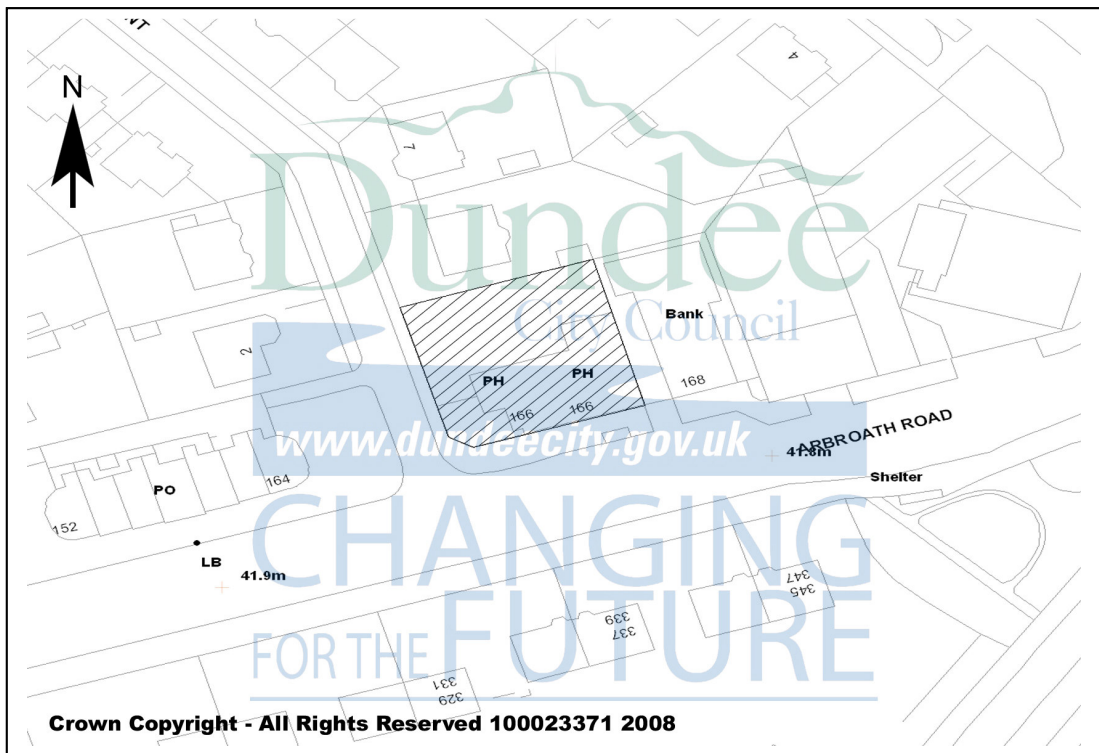 NT
N
4
7
Dundee
City Council
Bank
PH
PH
2
166
166
168
www.dundeecity.gov.uk
ARBROATH ROAD
41.8m
Shelter
164
PO
152
LB
41.9m
CHANGING
FOR THE FUTURE
347
345
339
337
331
329
Crown Copyright - All Rights Reserved 100023371 2008